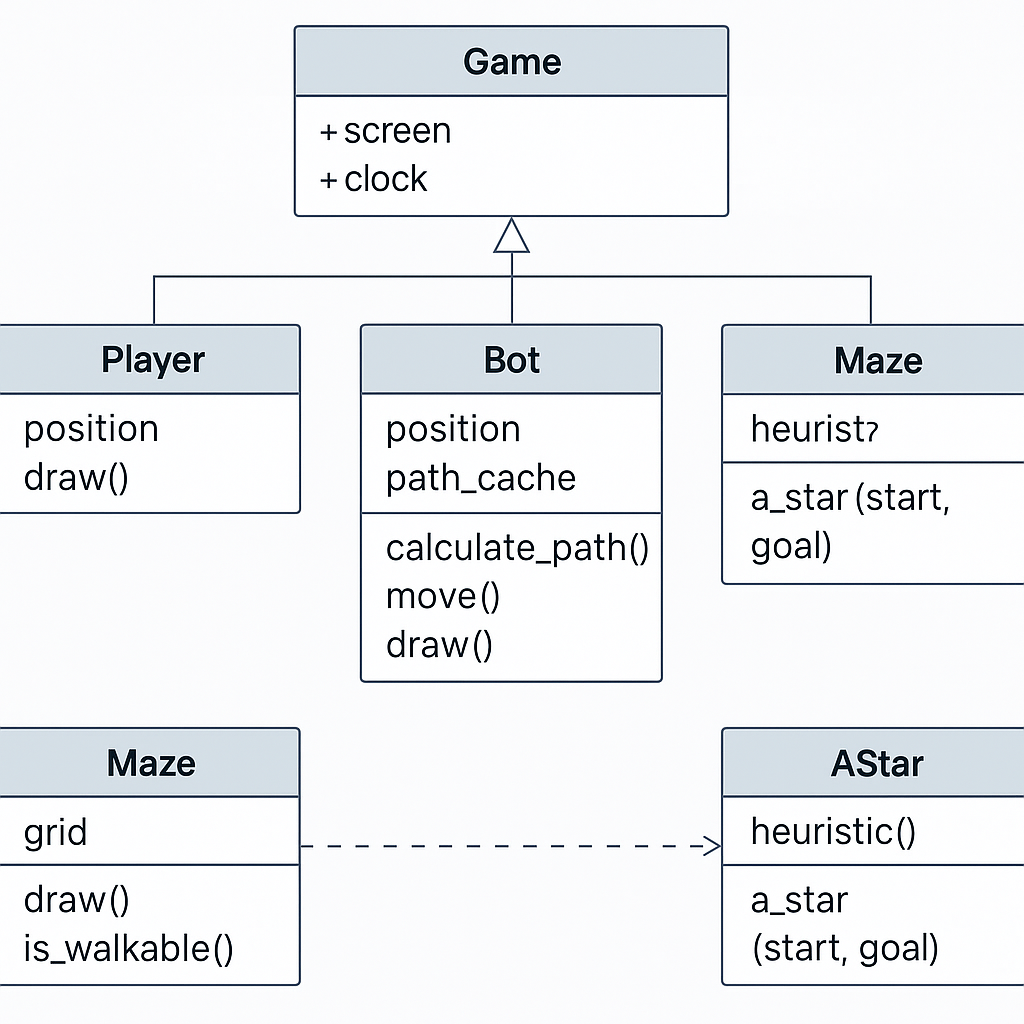 Game
+ screen
+ clock
Player
position
draw()
Bot
position
path_cache
calculate_path()
move()
draw()
Maze
heurist?
a_star (start,
goal)
Maze
grid
draw()
is_walkable()
AStar
heuristic()
a_star
(start, goal)